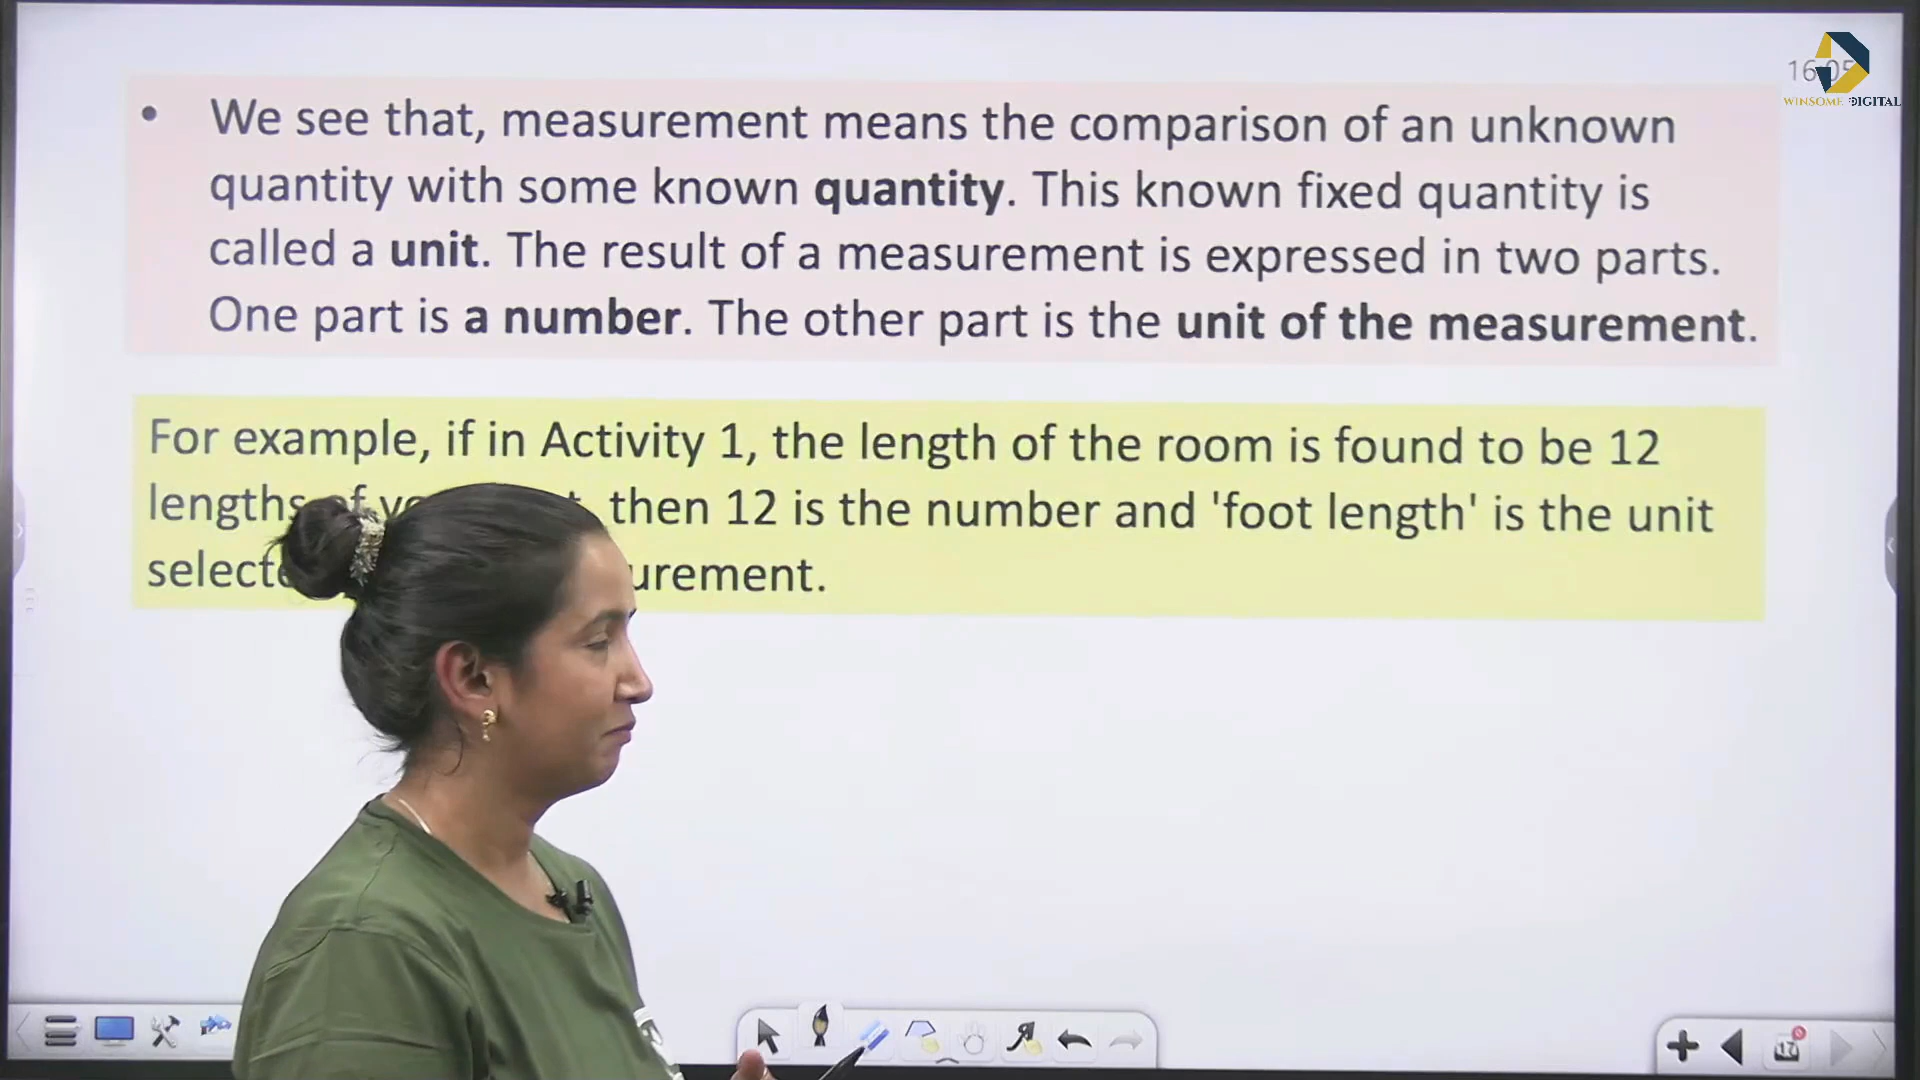 • We see that, measurement means the comparison of an unknown
quantity with some known quantity. This known fixed quantity is
called a unit. The result of a measurement is expressed in two parts.
One part is a number. The other part is the unit of the measurement.
For example, if in Activity 1, the length of the room is found to be 12
lengths of then 12 is the number and 'foot length' is the unit
WINSOME DIGITAL
17